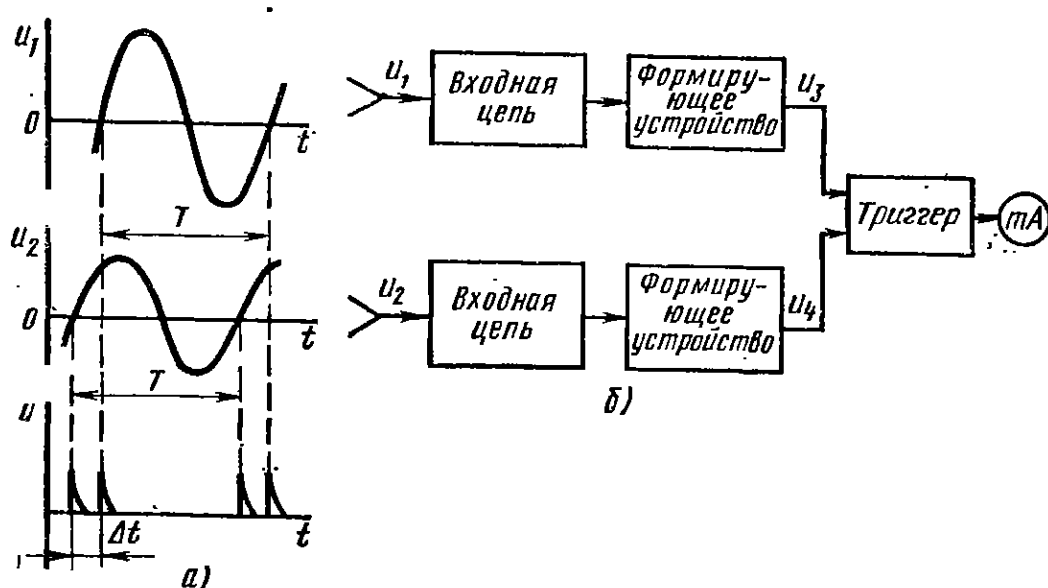 u₁
0
t
T
u₂
0
t
T
u
Δt
t
а)
u₁
Входная
цепь
Формиру-
ющее
устройство
u₃
u₂
Входная
цепь
Формиру-
ющее
устройство
u₄
Триггер
mA
б)